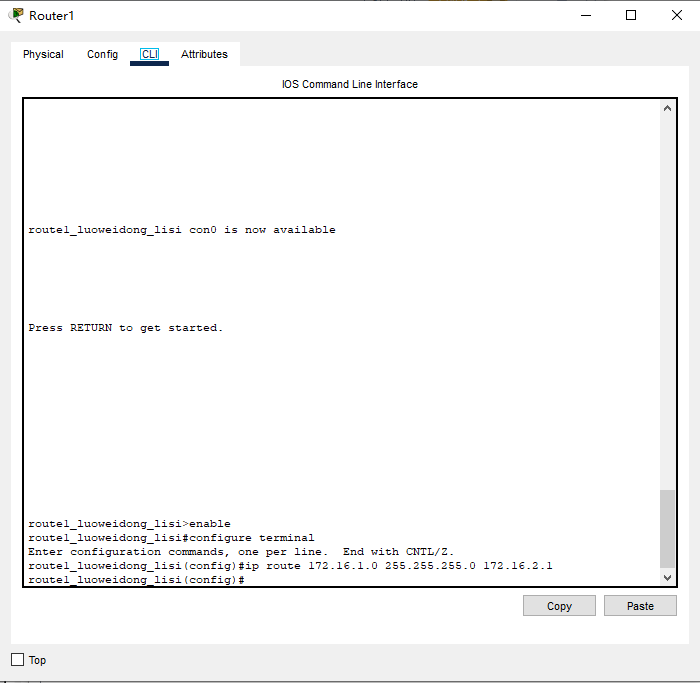 Router1
Physical Config CLI Attributes
IOS Command Line Interface
route1_luoweidong_lisi con0 is now available
Press RETURN to get started.
route1_luoweidong_lisi>enable
route1_luoweidong_lisi#configure terminal
Enter configuration commands, one per line.  End with CNTL/Z.
route1_luoweidong_lisi(config)#ip route 172.16.1.0 255.255.255.0 172.16.2.1
route1_luoweidong_lisi(config)#
Copy Paste
Top